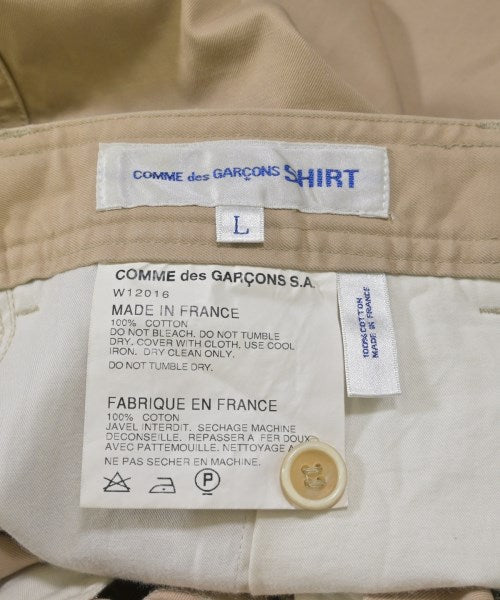 COMME des GARÇONS SHIRT
L
COMME des GARÇONS S.A.
W12016
MADE IN FRANCE
100% COTTON
DO NOT BLEACH. DO NOT TUMBLE
DRY. COVER WITH CLOTH. USE COOL
IRON. DRY CLEAN ONLY.
DO NOT TUMBLE DRY.
FABRIQUE EN FRANCE
100% COTON
JAVEL INTERDIT. SECHAGE MACHINE
DECONSEILLE. REPASSER A FER DOUX
AVEC PATTEMOUILLE. NETTOYAGE A
NE PAS SECHER EN MACHINE.
P
100% COTTON
MADE IN FRANCE